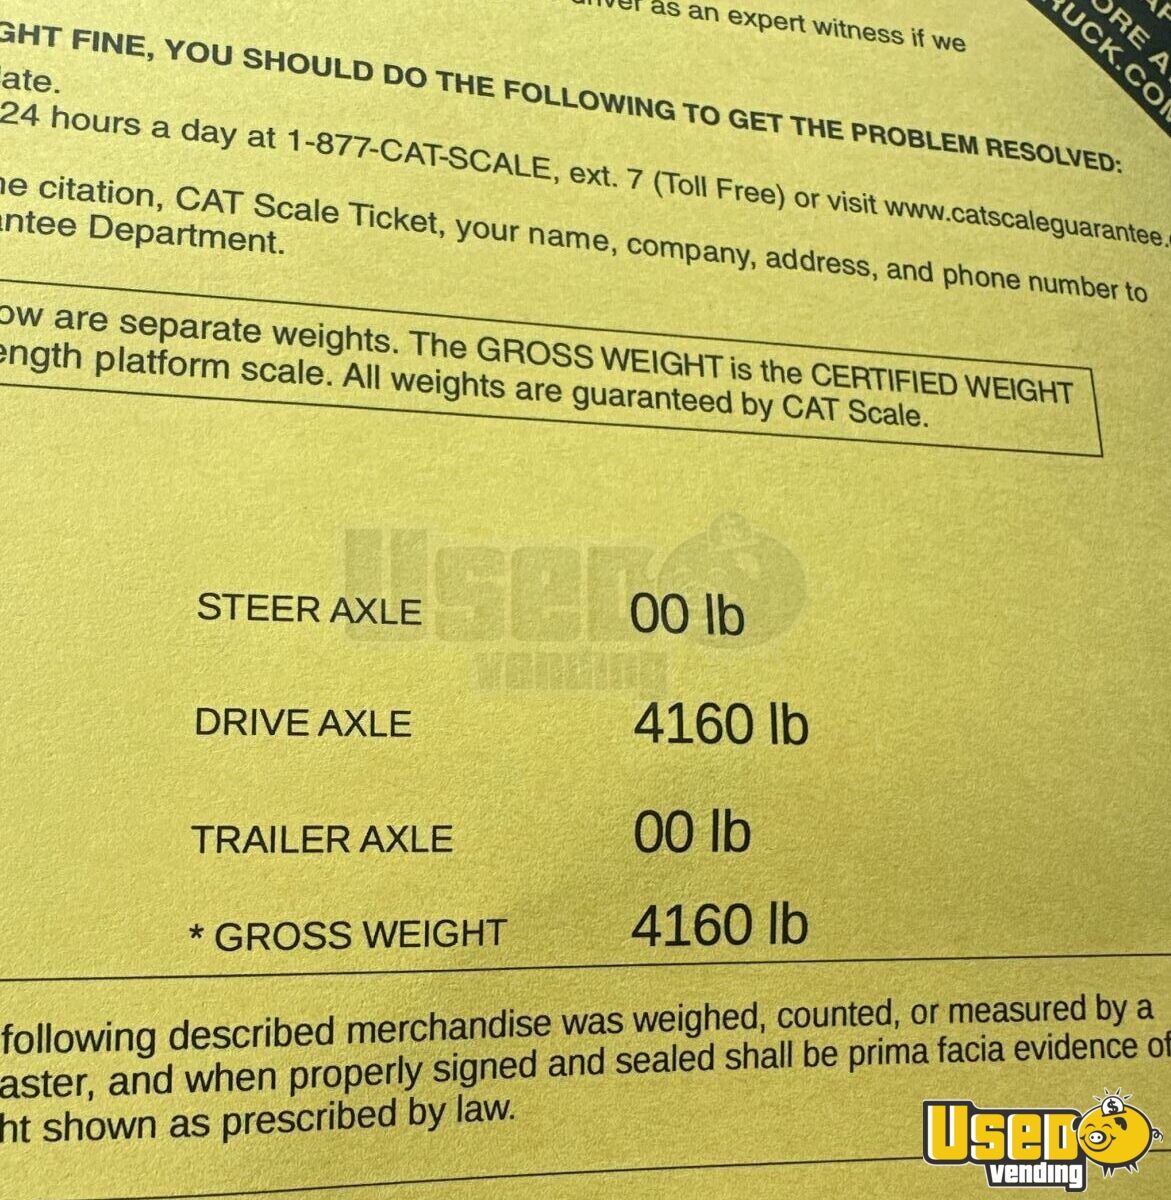 as an expert witness if we
FINE, YOU SHOULD DO THE FOLLOWING TO GET THE PROBLEM RESOLVED:
24 hours a day at 1-877-CAT-SCALE, ext. 7 (Toll Free) or visit www.catscaleguarantee.
citation, CAT Scale Ticket, your name, company, address, and phone number to
Department.
are separate weights. The GROSS WEIGHT is the CERTIFIED WEIGHT
platform scale. All weights are guaranteed by CAT Scale.
STEER AXLE 00 lb
DRIVE AXLE 4160 lb
TRAILER AXLE 00 lb
* GROSS WEIGHT 4160 lb
following described merchandise was weighed, counted, or measured by a
aster, and when properly signed and sealed shall be prima facia evidence of
ht shown as prescribed by law.
Used
vending
Used
vending